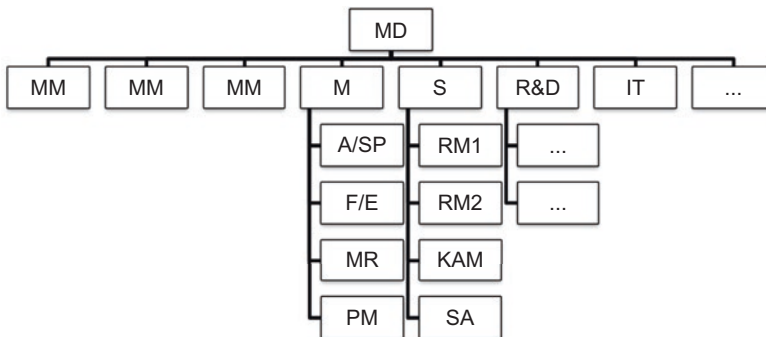 MD
MM MM MM M S R&D IT ...
A/SP RM1 ...
F/E RM2 ...
MR KAM
PM SA